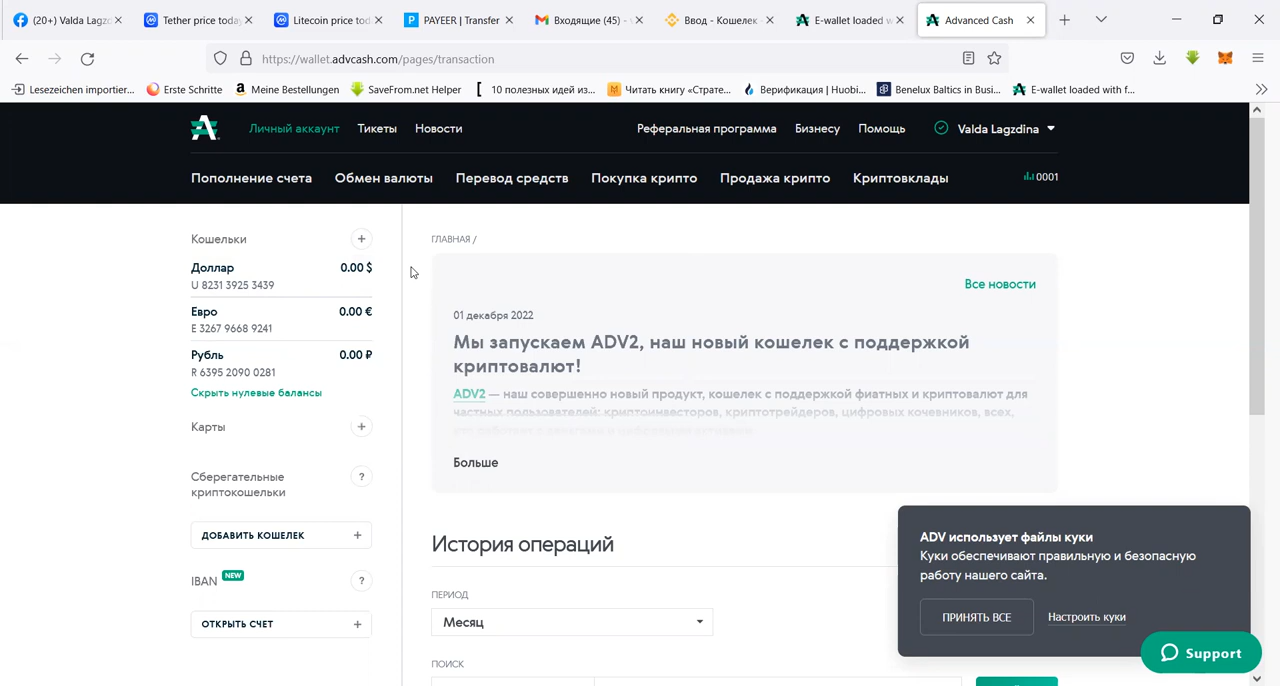 (20+) Valda Lagzd
Tether price today
Litecoin price tod
PAYEER | Transfer
Входящие (45) -
Ввод - Кошелек
E-wallet loaded w
Advanced Cash
https://wallet.advcash.com/pages/transaction
Lesezeichen importier...
Erste Schritte
Meine Bestellungen
SaveFrom.net Helper
10 полезных идей из...
Читать книгу «Страте...
Верификация | Huobi...
Benelux Baltics in Busi...
E-wallet loaded with f...
Личный аккаунт
Тикеты
Новости
Реферальная программа
Бизнесу
Помощь
Valda Lagzdina
Пополнение счета
Обмен валюты
Перевод средств
Покупка крипто
Продажа крипто
Криптовклады
0001
Кошельки
Доллар 0.00 $
U 8231 3925 3439
Евро 0.00 €
E 3267 9668 9241
Рубль 0.00 ₽
R 6395 2090 0281
Скрыть нулевые балансы
Карты
Сберегательные
криптокошельки
ДОБАВИТЬ КОШЕЛЕК
IBAN NEW
ОТКРЫТЬ СЧЕТ
ГЛАВНАЯ /
Все новости
01 декабря 2022
Мы запускаем ADV2, наш новый кошелек с поддержкой
криптовалют!
ADV2 — наш совершенно новый продукт, кошелек с поддержкой фиатных и криптовалют для
частных пользователей: криптоинвесторов, криптотрейдеров, цифровых кочевников, всех,
Больше
История операций
ПЕРИОД
Месяц
ПОИСК
ADV использует файлы куки
Куки обеспечивают правильную и безопасную
работу нашего сайта.
ПРИНЯТЬ ВСЕ
Настроить куки
Support